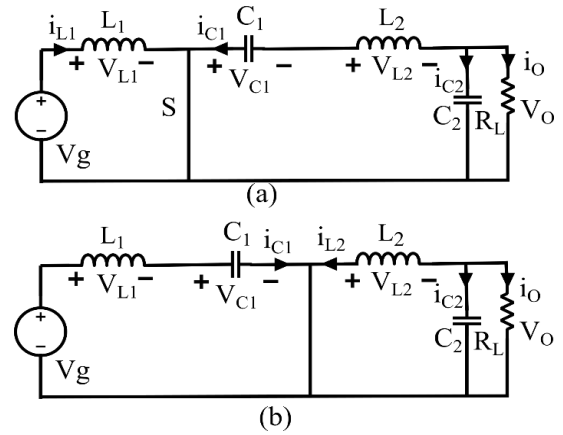 iL1 L1 iC1 C1 L2
+ VL1 − + VC1 − + VL2 − iC2 iO
+ − Vg S C2 RL VO
(a)
L1 C1 iC1 iL2 L2
+ VL1 − + VC1 − + VL2 − iC2 iO
+ − Vg C2 RL VO
(b)